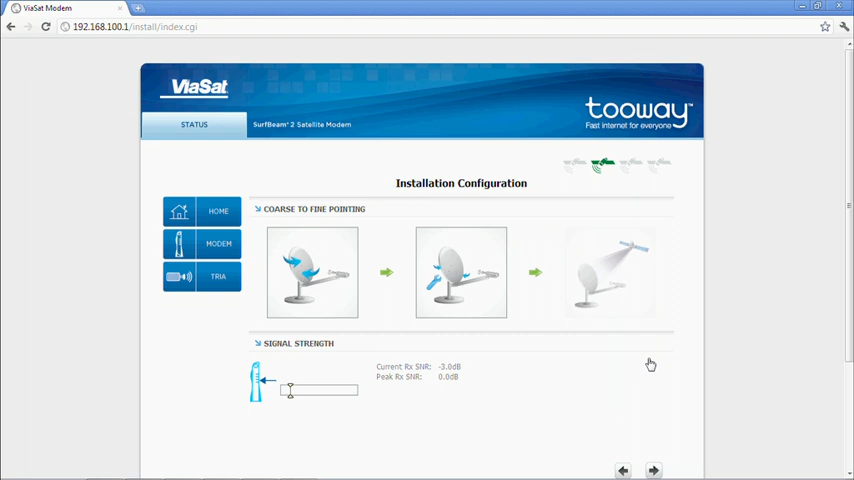 ViaSat Modem
192.168.100.1/install/index.cgi
ViaSat
tooway™
Fast Internet for everyone
STATUS
SurfBeam® 2 Satellite Modem
Installation Configuration
HOME
MODEM
TRIA
COARSE TO FINE POINTING
SIGNAL STRENGTH
Current Rx SNR: -3.0dB
Peak Rx SNR: 0.0dB